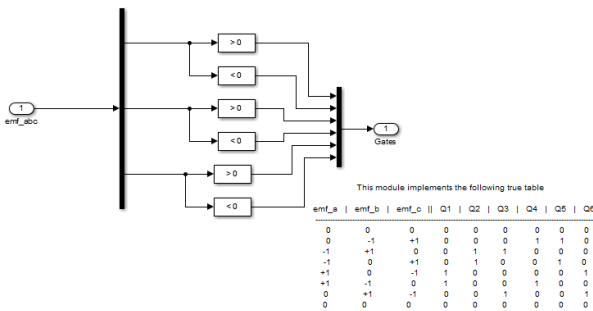 > 0
< 0
> 0
1
emf_abc
< 0
1
Gates
> 0
< 0
This module implements the following true table
emf_a | emf_b | emf_c || Q1 | Q2 | Q3 | Q4 | Q5 | Q6
0 0 0 0 0 0 0 0 0
0 -1 +1 0 0 0 1 1 0
-1 +1 0 0 1 1 0 0 0
-1 0 +1 0 1 0 0 1 0
+1 0 -1 1 0 0 0 0 1
+1 -1 0 1 0 0 1 0 0
0 +1 -1 0 0 1 0 0 1
0 0 0 0 0 0 0 0 0